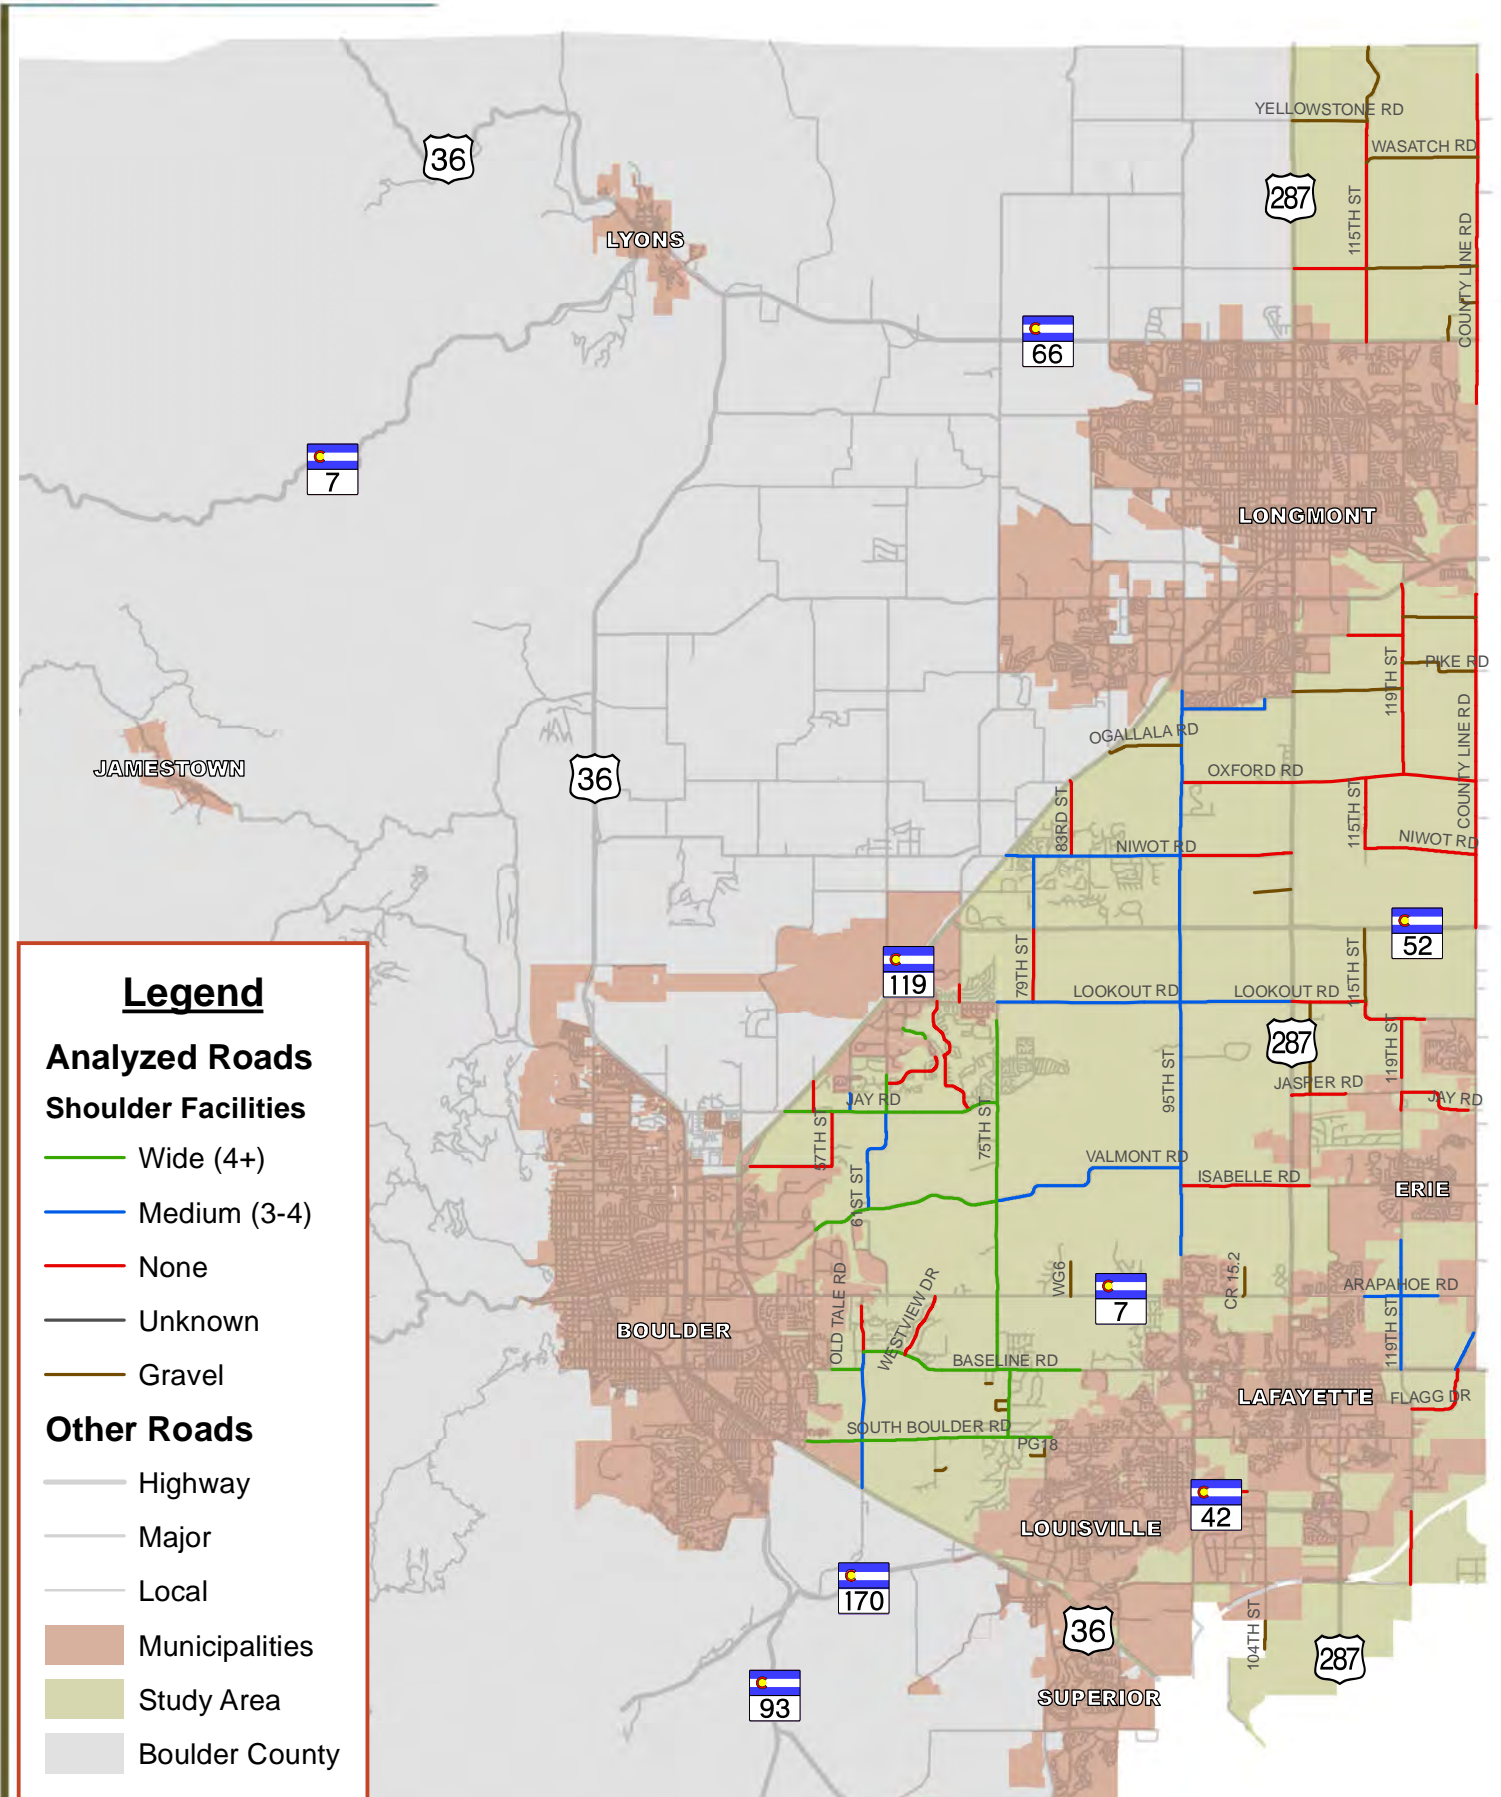 YELLOWSTONE RD
36
WASATCH RD
287
115TH ST
LYONS
COUNTY LINE RD
66
7
LONGMONT
119TH ST
PIKE RD
COUNTY LINE RD
OGALLALA RD
JAMESTOWN
36
OXFORD RD
83RD ST
115TH ST
NIWOT RD
NIWOT RD
52
119
79TH ST
115TH ST
LOOKOUT RD
LOOKOUT RD
287
119TH ST
95TH ST
JASPER RD
JAY RD
JAY RD
75TH ST
57TH ST
VALMONT RD
ISABELLE RD
61ST ST
ERIE
WG6
CR 15.2
7
ARAPAHOE RD
OLD TALE RD
WESTVIEW DR
BOULDER
119TH ST
BASELINE RD
LAFAYETTE
FLAGG DR
SOUTH BOULDER RD
PG18
42
LOUISVILLE
170
36
104TH ST
287
93
SUPERIOR
Legend
Analyzed Roads
Shoulder Facilities
Wide (4+)
Medium (3-4)
None
Unknown
Gravel
Other Roads
Highway
Major
Local
Municipalities
Study Area
Boulder County